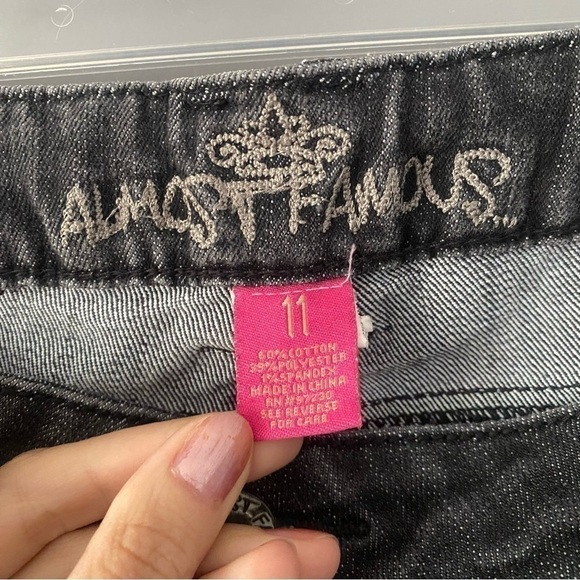 ALMOST FAMOUS...
11
60% COTTON
39% POLYESTER
1% SPANDEX
MADE IN CHINA
RN # 97230
SEE REVERSE
FOR CARE